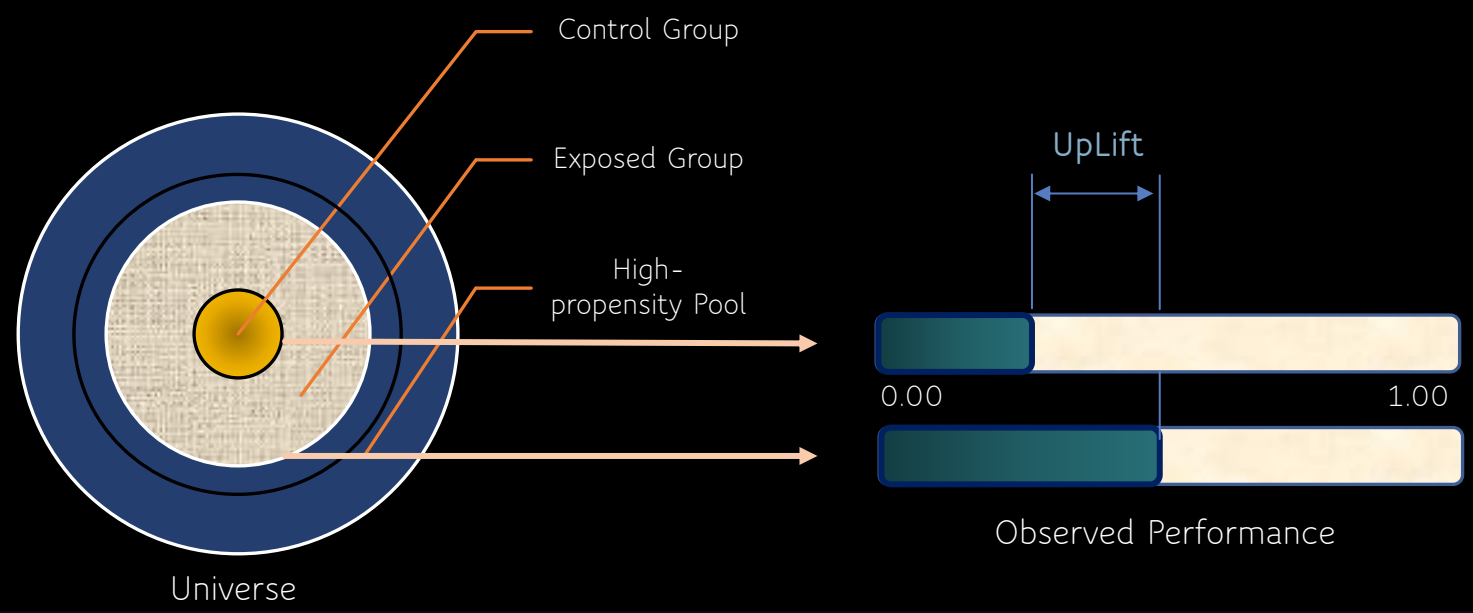 Control Group
Exposed Group
High-
propensity Pool
Universe
UpLift
0.00
1.00
Observed Performance